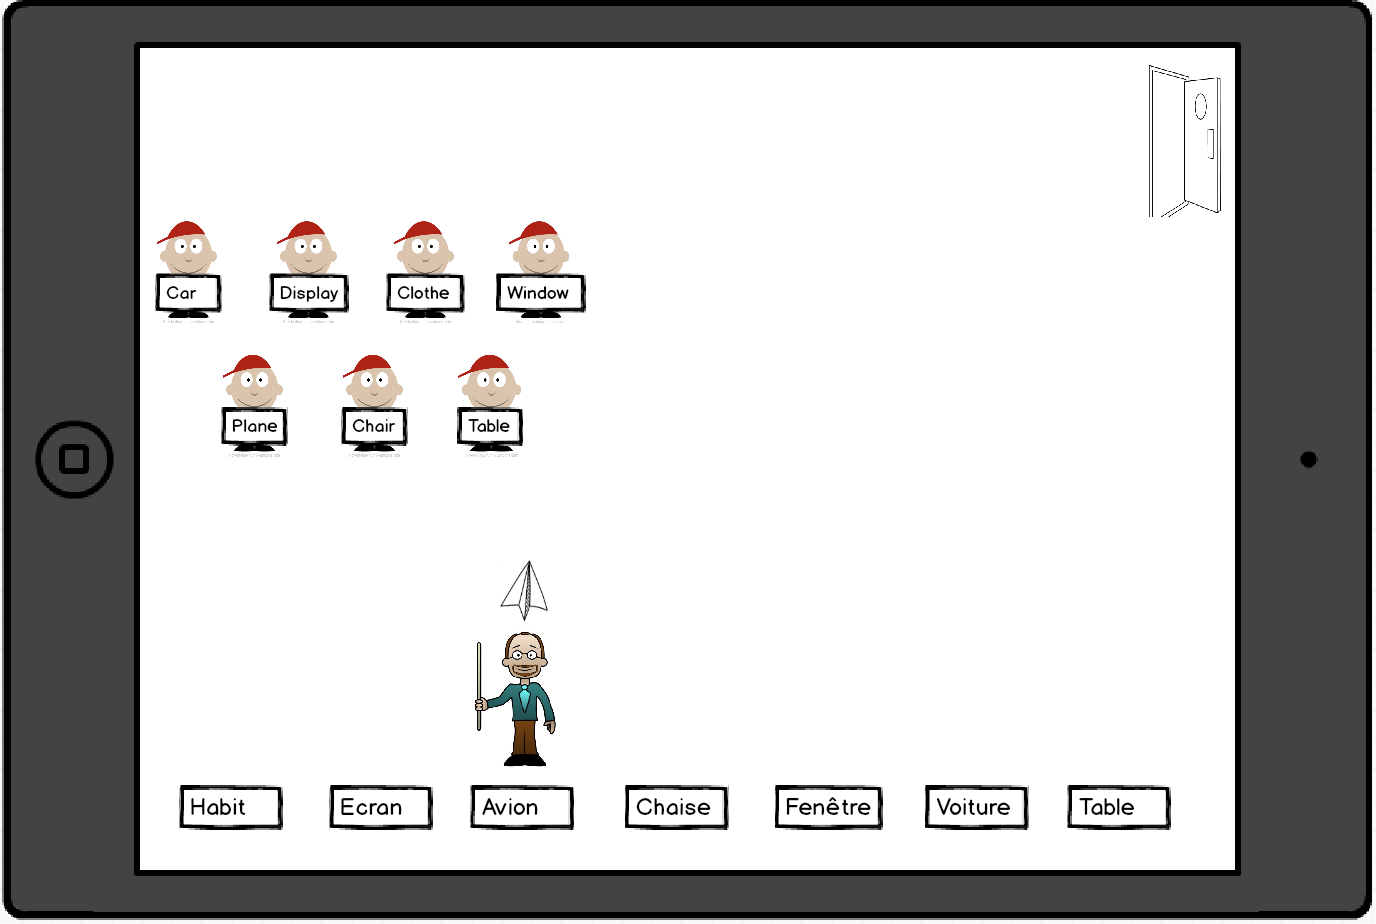 Car
Display
Clothe
Window
Plane
Chair
Table
Habit
Ecran
Avion
Chaise
Fenêtre
Voiture
Table